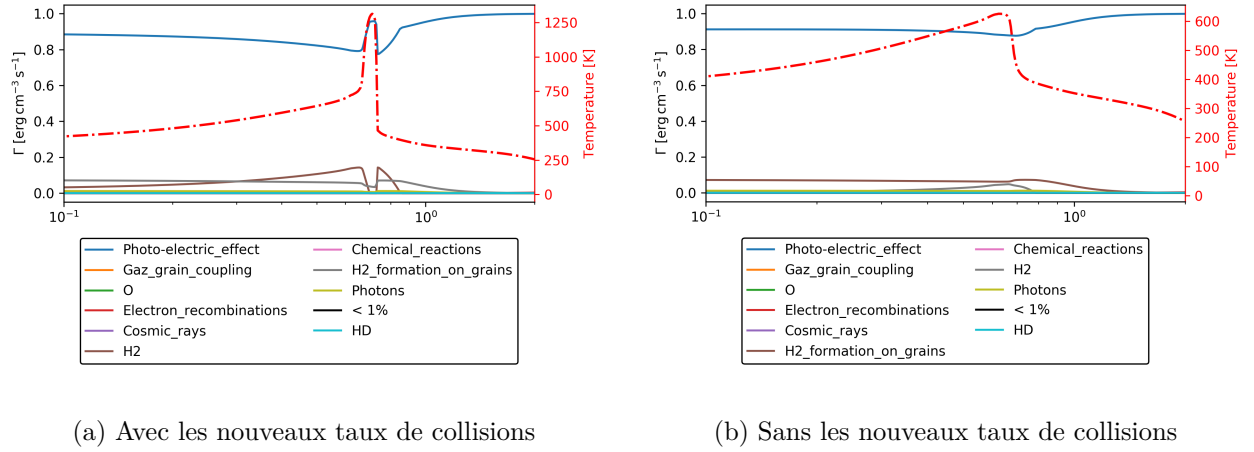 1.0
0.8
0.6
0.4
0.2
0.0
Γ [erg cm⁻³ s⁻¹]
10⁻¹
10⁰
1250
1000
750
500
250
0
Temperature [K]
Photo-electric_effect
Gaz_grain_coupling
O
Electron_recombinations
Cosmic_rays
H2
Chemical_reactions
H2_formation_on_grains
Photons
< 1%
HD
(a) Avec les nouveaux taux de collisions
1.0
0.8
0.6
0.4
0.2
0.0
Γ [erg cm⁻³ s⁻¹]
10⁻¹
10⁰
600
500
400
300
200
100
0
Temperature [K]
Photo-electric_effect
Gaz_grain_coupling
O
Electron_recombinations
Cosmic_rays
H2_formation_on_grains
Chemical_reactions
H2
Photons
< 1%
HD
(b) Sans les nouveaux taux de collisions